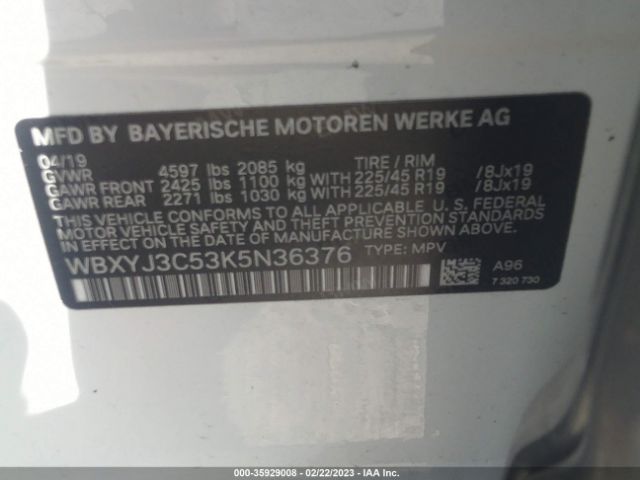 MFD BY BAYERISCHE MOTOREN WERKE AG
04/19
GVWR 4597 lbs 2085 kg TIRE / RIM
GAWR FRONT 2425 lbs 1100 kg WITH 225/45 R19 /8Jx19
GAWR REAR 2271 lbs 1030 kg WITH 225/45 R19 /8Jx19
THIS VEHICLE CONFORMS TO ALL APPLICABLE U. S. FEDERAL
MOTOR VEHICLE SAFETY AND THEFT PREVENTION STANDARDS
IN EFFECT ON THE DATE OF MANUFACTURE SHOWN ABOVE.
WBXYJ3C53K5N36376 TYPE: MPV
A96
7 320 730
000-35929008 - 02/22/2023 - IAA Inc.